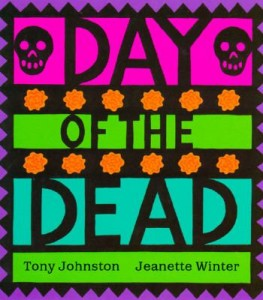 DAY
OF THE
DEAD
Tony Johnston Jeanette Winter